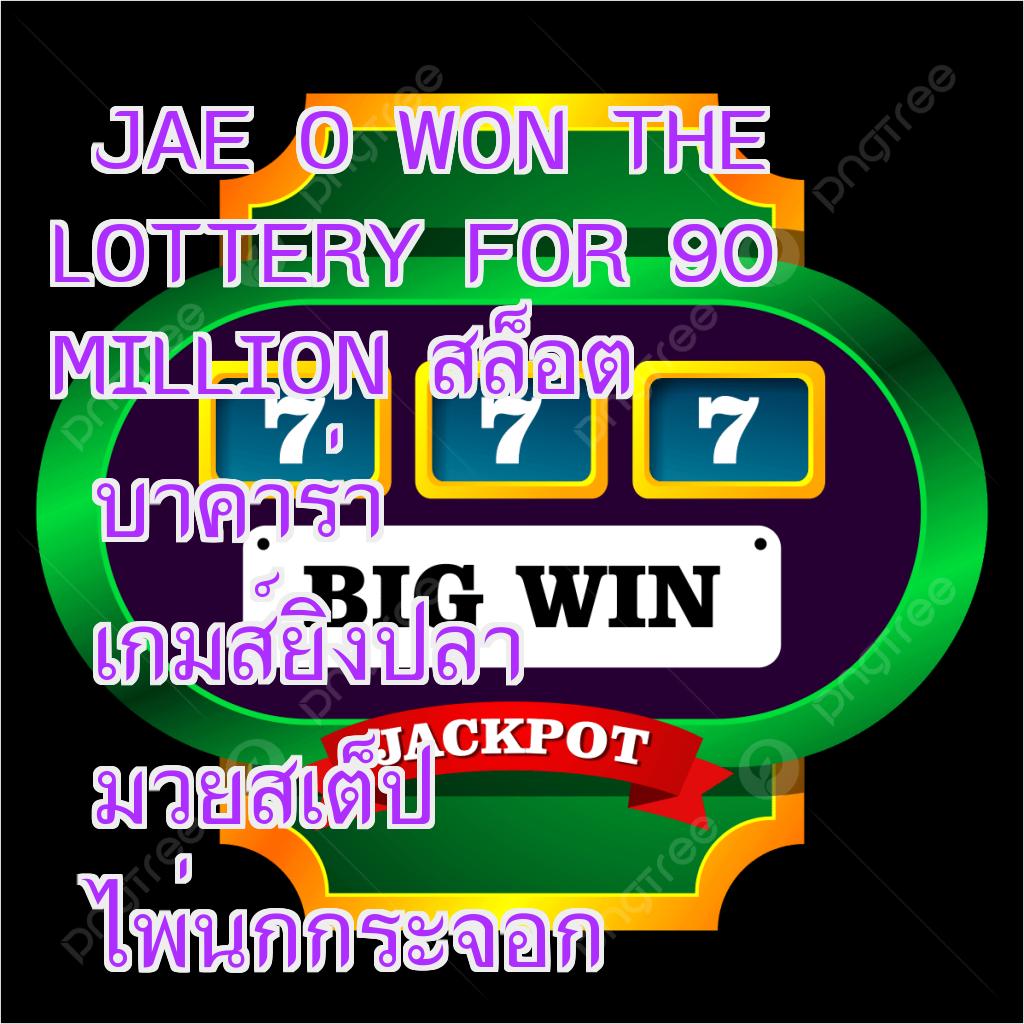 JAE O WON THE
LOTTERY FOR 90
MILLION สล็อต
7 7 7
บาคาร่า
BIG WIN
เกมส์ยิงปลา
JACKPOT
มวยสเต็ป
ไพ่นกกระจอก
pngtree